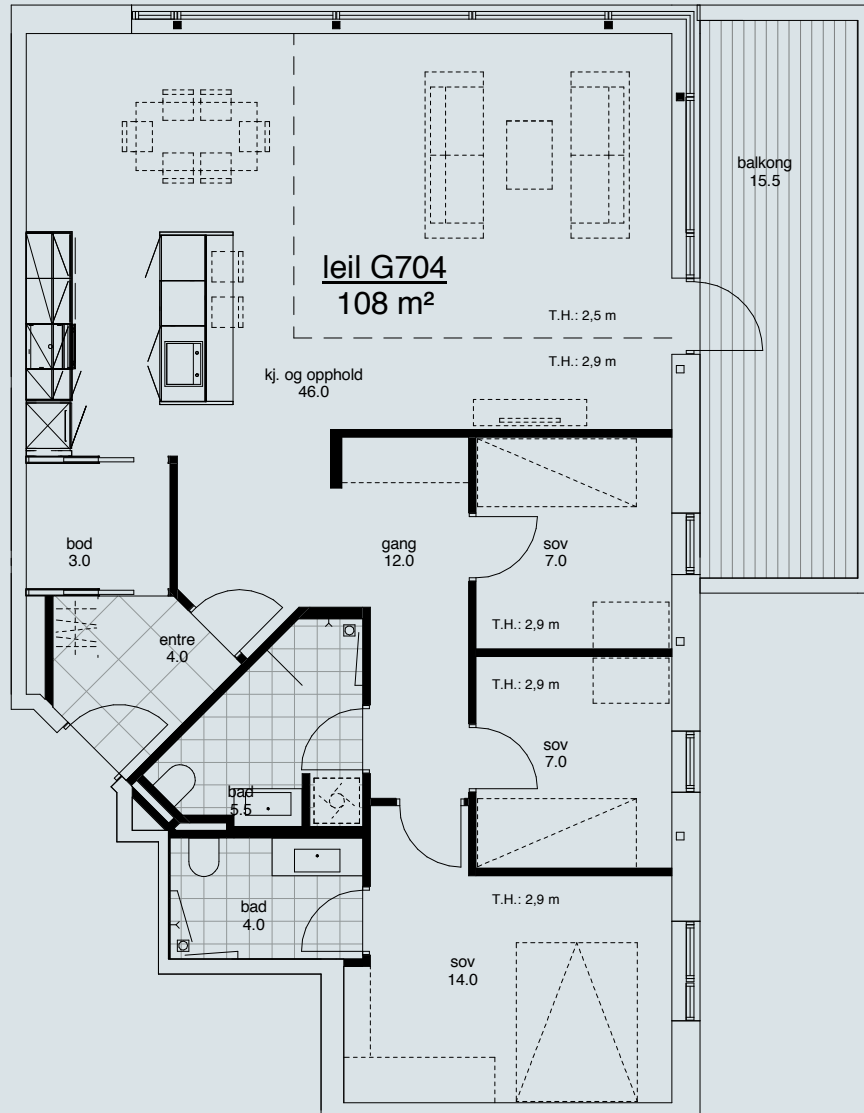 balkong
15.5
leil G704
108 m²
T.H.: 2,5 m
T.H.: 2,9 m
kj. og opphold
46.0
bod
3.0
gang
12.0
sov
7.0
T.H.: 2,9 m
entre
4.0
T.H.: 2,9 m
sov
7.0
bad
5.5
bad
4.0
T.H.: 2,9 m
sov
14.0